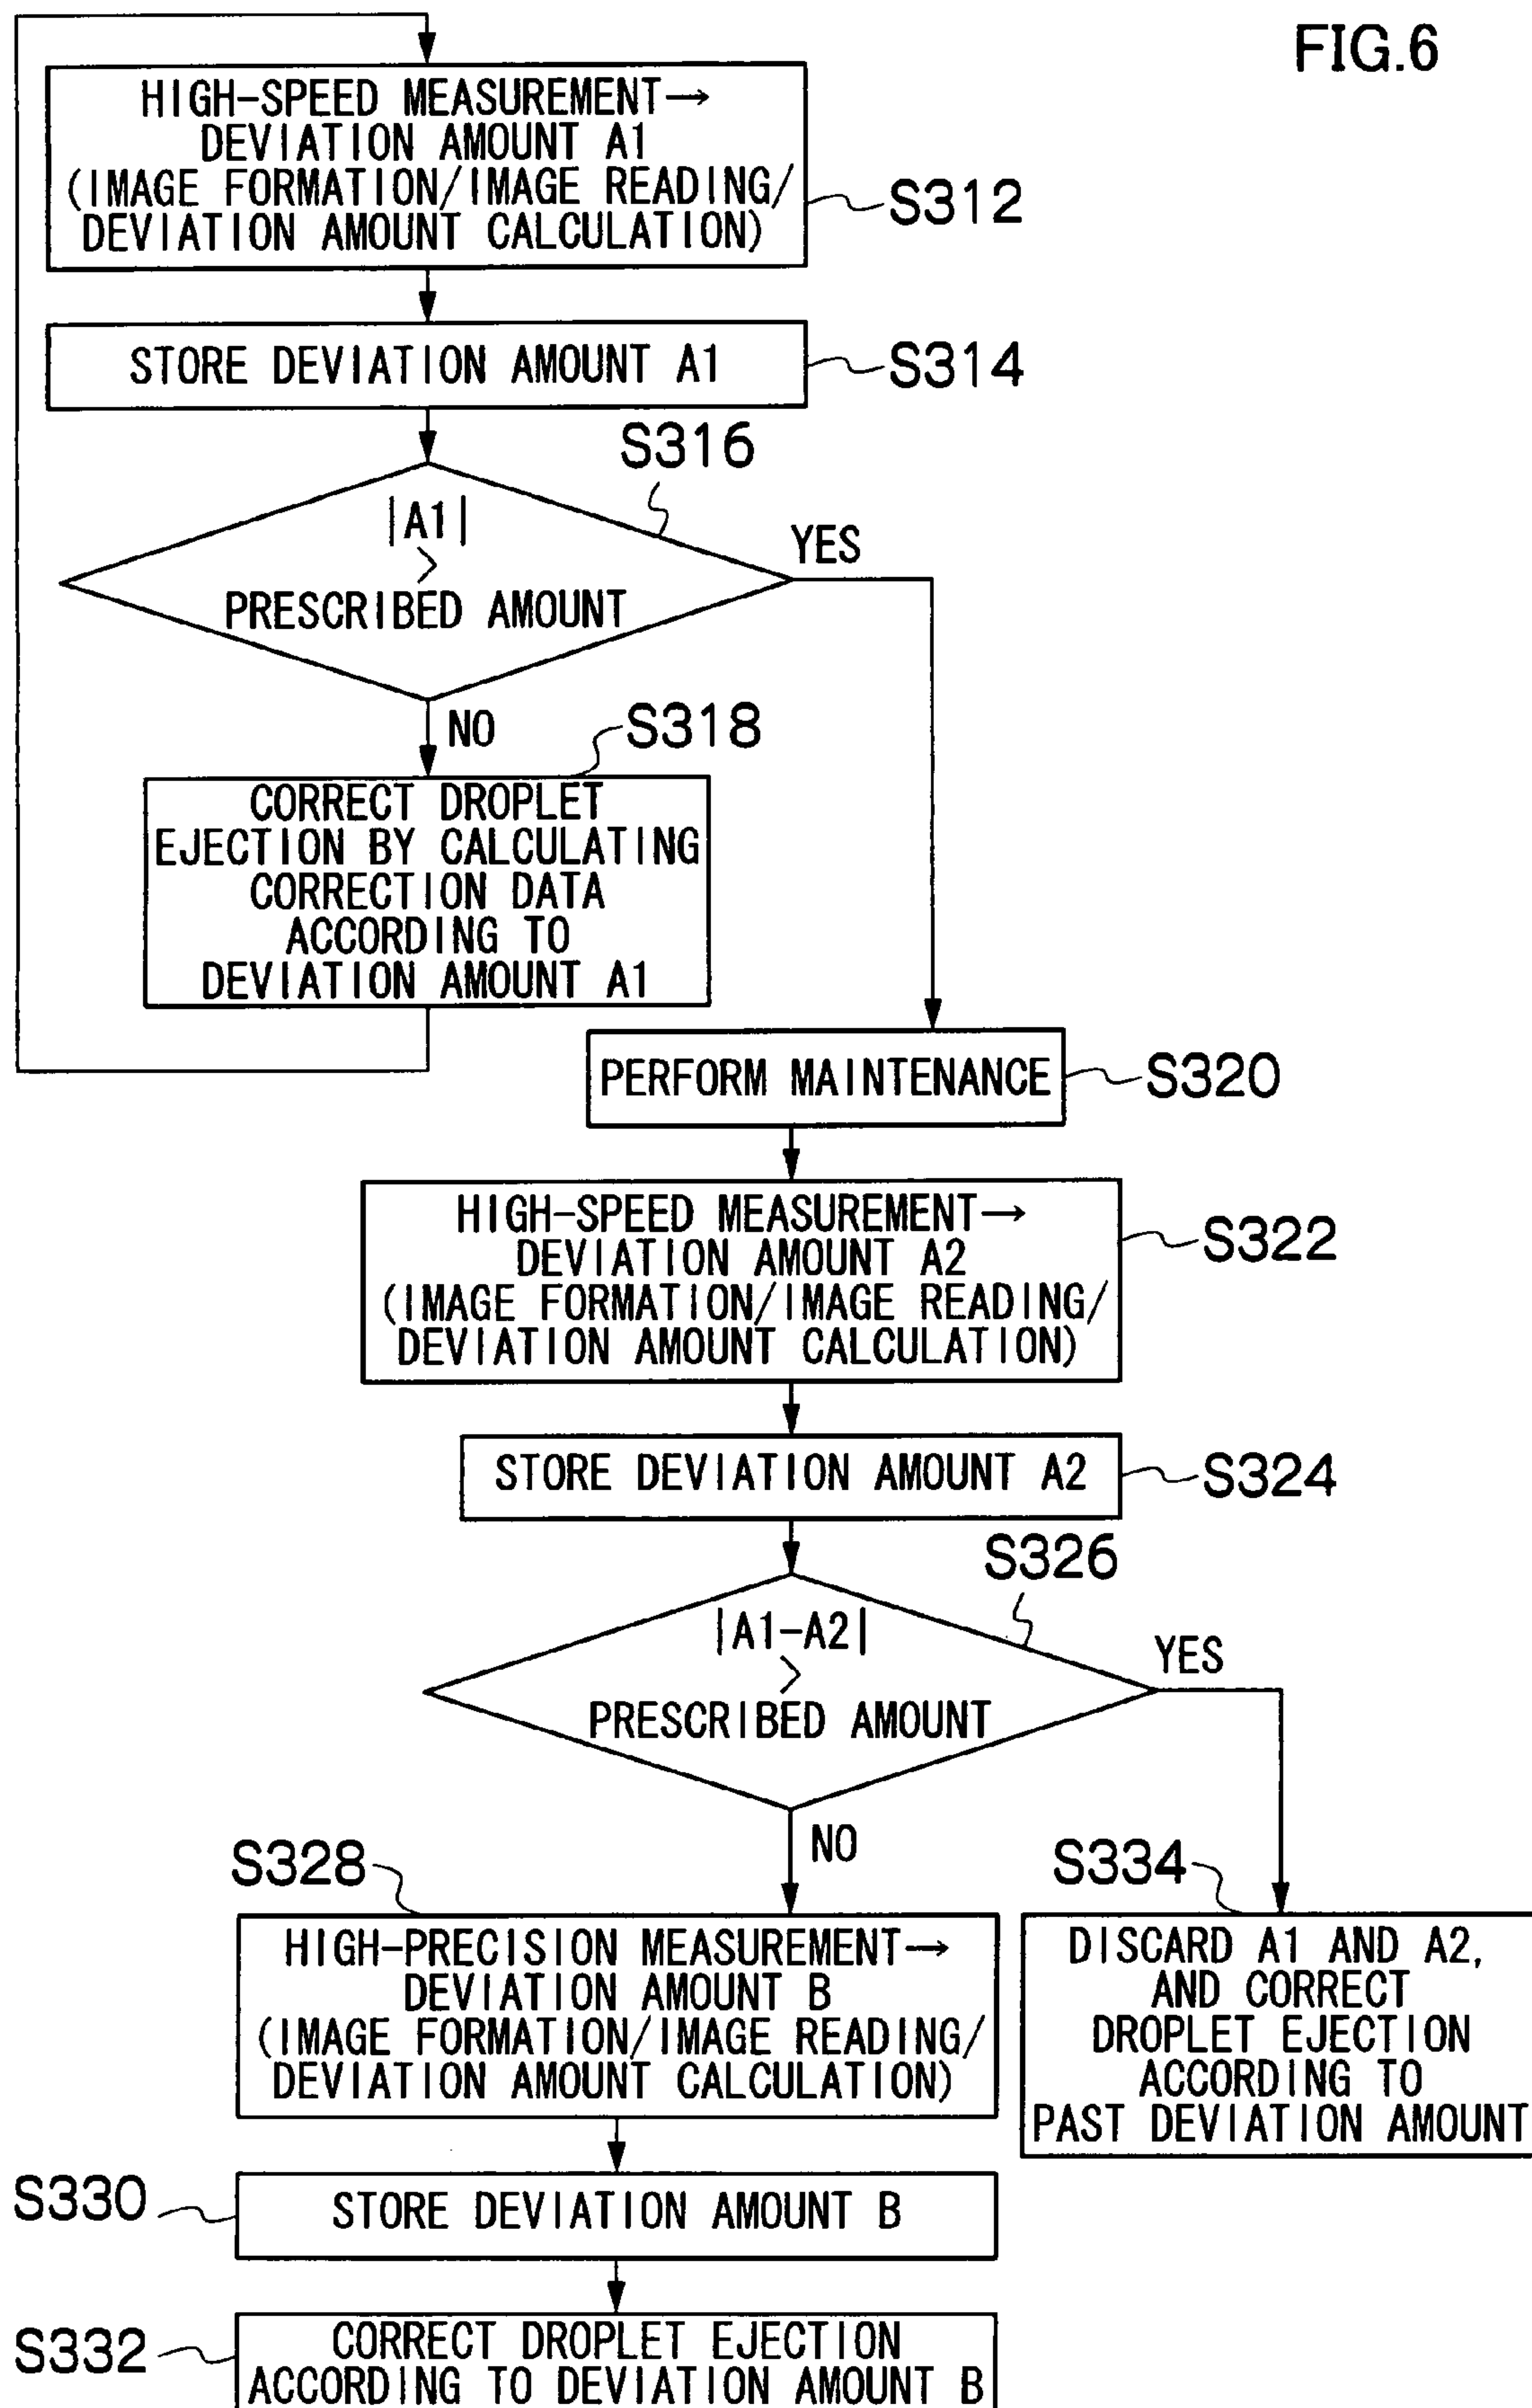 FIG.6
HIGH-SPEED MEASUREMENT→
DEVIATION AMOUNT A1
(IMAGE FORMATION/IMAGE READING/
DEVIATION AMOUNT CALCULATION)
S312
STORE DEVIATION AMOUNT A1
S314
S316
|A1|
>
PRESCRIBED AMOUNT
YES
NO
S318
CORRECT DROPLET
EJECTION BY CALCULATING
CORRECTION DATA
ACCORDING TO
DEVIATION AMOUNT A1
PERFORM MAINTENANCE
S320
HIGH-SPEED MEASUREMENT→
DEVIATION AMOUNT A2
(IMAGE FORMATION/IMAGE READING/
DEVIATION AMOUNT CALCULATION)
S322
STORE DEVIATION AMOUNT A2
S324
S326
|A1-A2|
>
PRESCRIBED AMOUNT
YES
NO
S328
HIGH-PRECISION MEASUREMENT→
DEVIATION AMOUNT B
(IMAGE FORMATION/IMAGE READING/
DEVIATION AMOUNT CALCULATION)
S334
DISCARD A1 AND A2,
AND CORRECT
DROPLET EJECTION
ACCORDING TO
PAST DEVIATION AMOUNT
S330
STORE DEVIATION AMOUNT B
S332
CORRECT DROPLET EJECTION
ACCORDING TO DEVIATION AMOUNT B